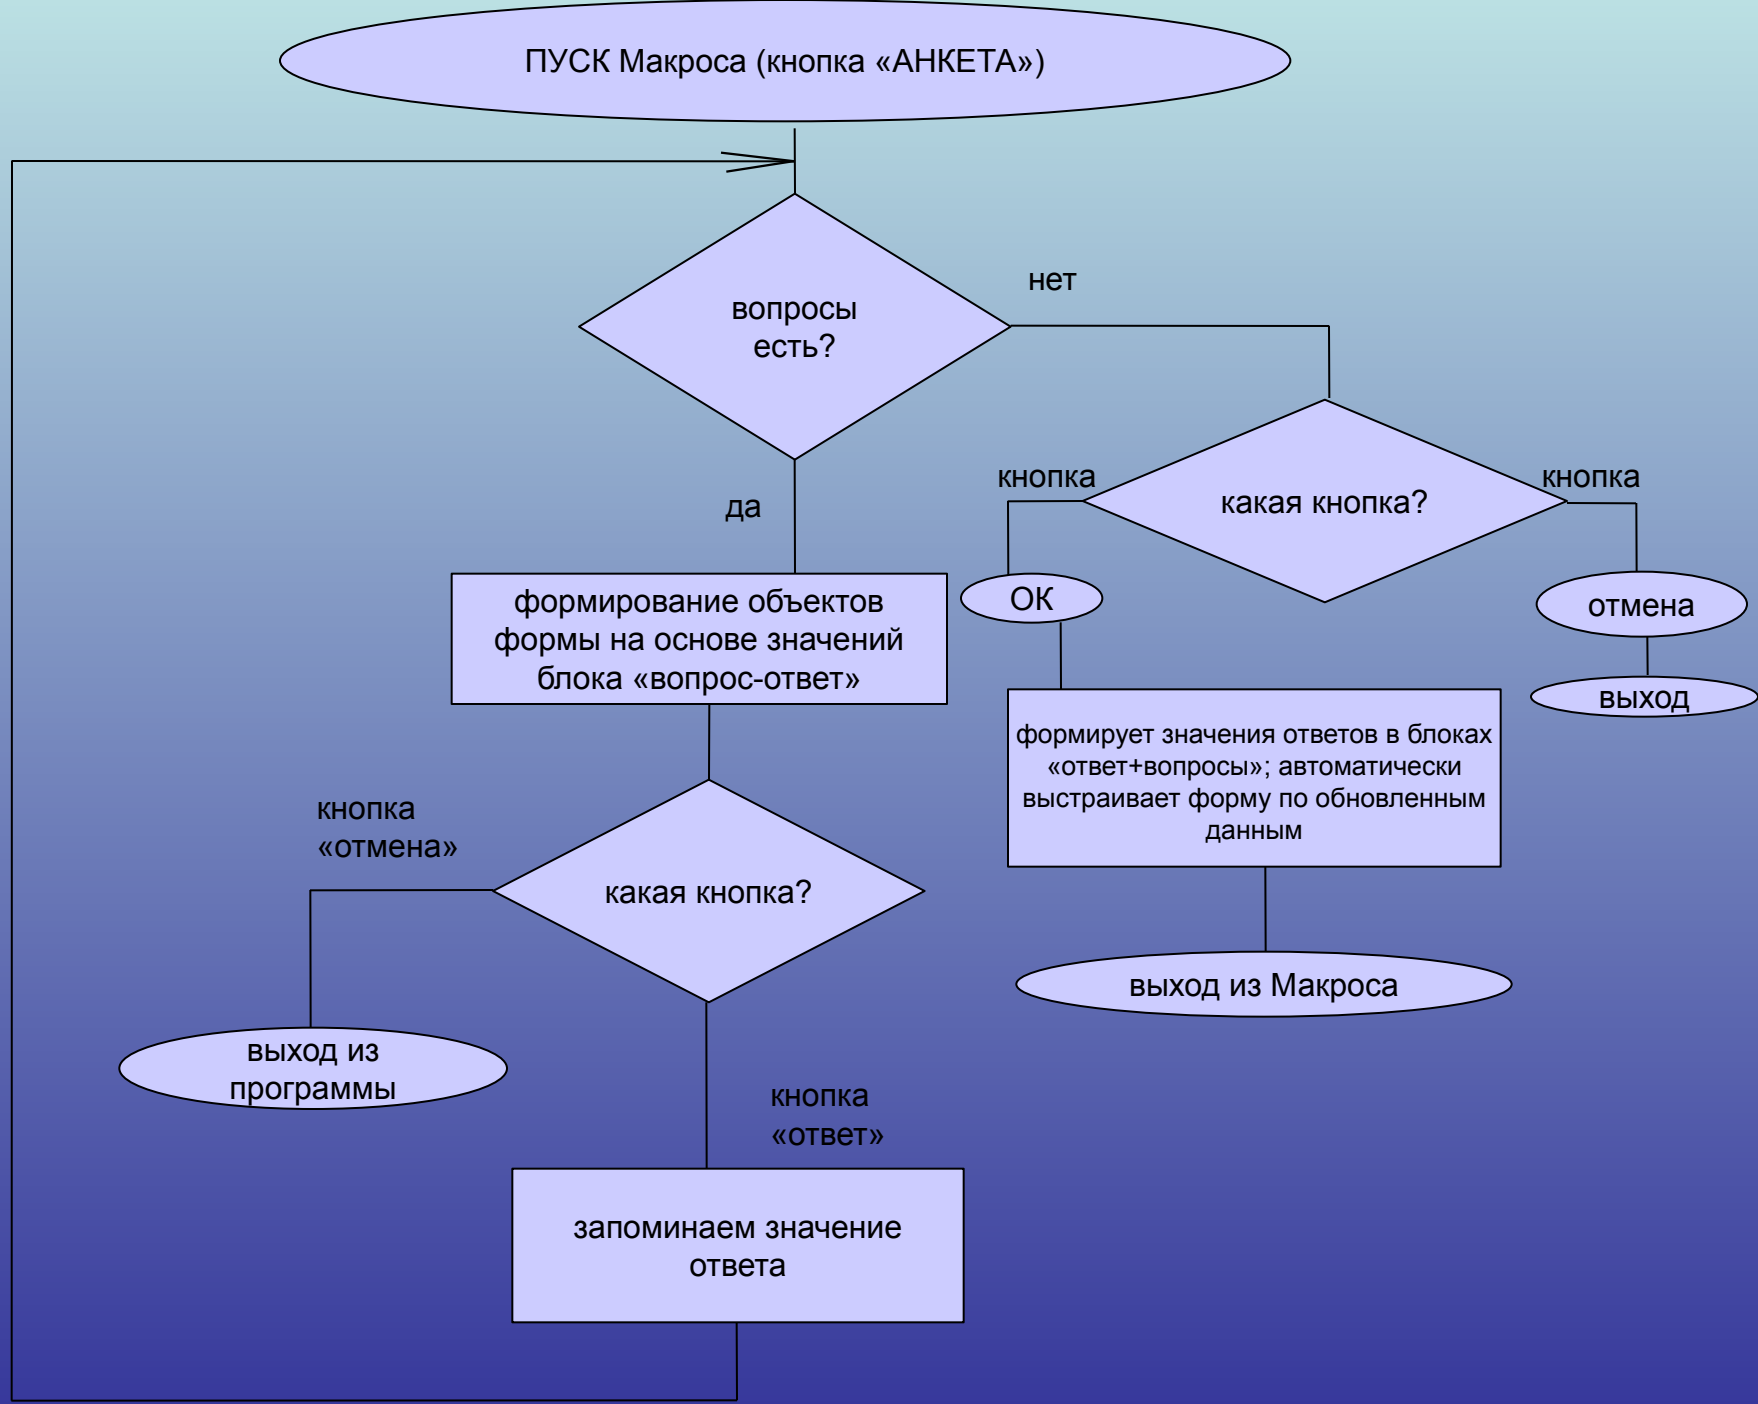 ПУСК Макроса (кнопка «АНКЕТА»)
нет
вопросы
есть?
кнопка
кнопка
какая кнопка?
да
ОК
отмена
формирование объектов
формы на основе значений
блока «вопрос-ответ»
выход
формирует значения ответов в блоках
«ответ+вопросы»; автоматически
выстраивает форму по обновленным
данным
кнопка
«отмена»
какая кнопка?
выход из Макроса
выход из
программы
кнопка
«ответ»
запоминаем значение
ответа